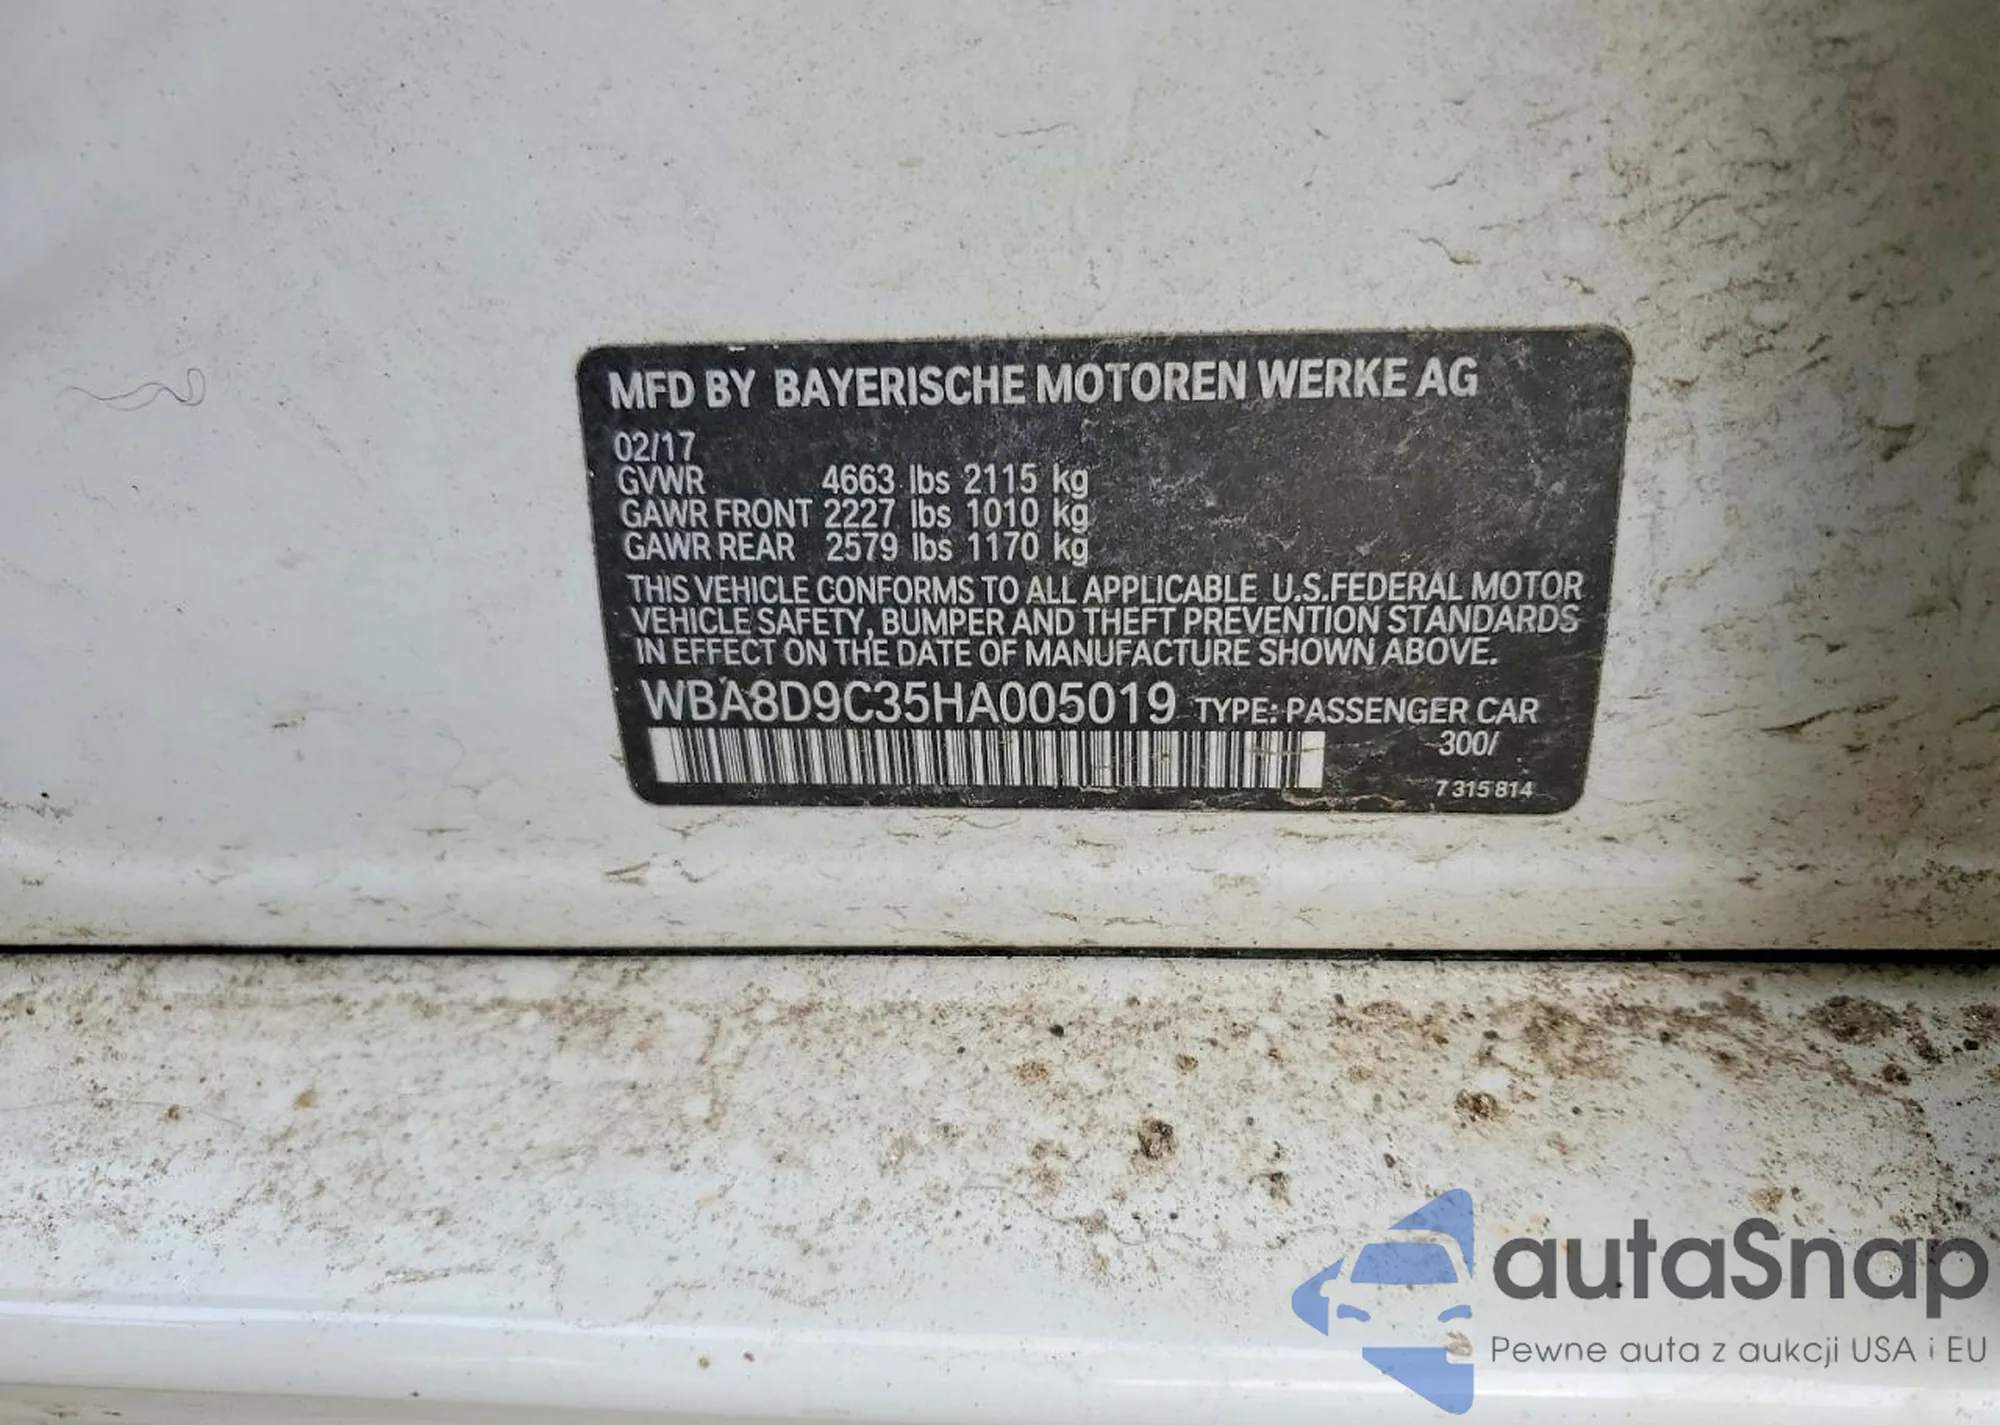 MFD BY BAYERISCHE MOTOREN WERKE AG
02/17
GVWR 4663 lbs 2115 kg
GAWR FRONT 2227 lbs 1010 kg
GAWR REAR 2579 lbs 1170 kg
THIS VEHICLE CONFORMS TO ALL APPLICABLE U.S.FEDERAL MOTOR
VEHICLE SAFETY, BUMPER AND THEFT PREVENTION STANDARDS
IN EFFECT ON THE DATE OF MANUFACTURE SHOWN ABOVE.
WBA8D9C35HA005019 TYPE: PASSENGER CAR
300/
7 315 814
autaSnap
Pewne auta z aukcji USA i EU